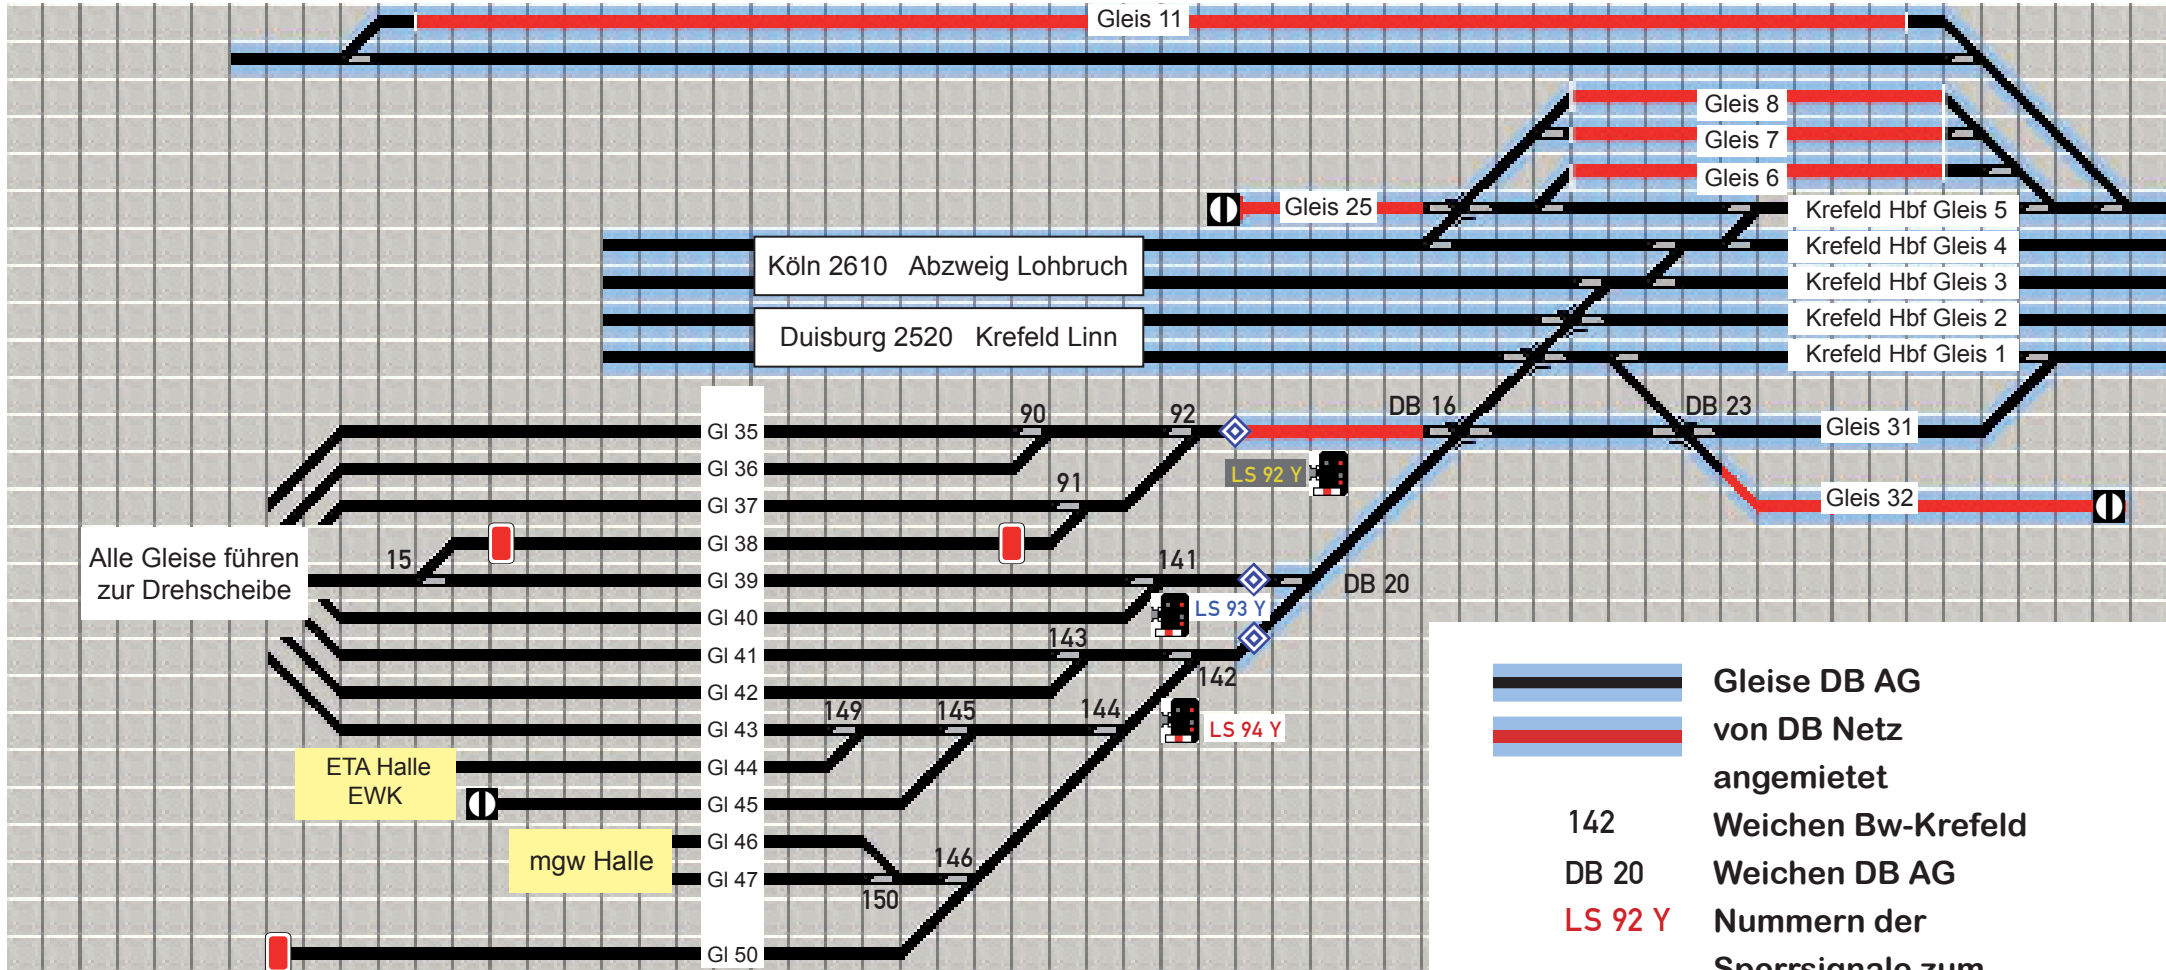 Gleis 11
Gleis 8
Gleis 7
Gleis 6
Gleis 25
Krefeld Hbf Gleis 5
Krefeld Hbf Gleis 4
Krefeld Hbf Gleis 3
Krefeld Hbf Gleis 2
Krefeld Hbf Gleis 1
Köln 2610 Abzweig Lohbruch
Duisburg 2520 Krefeld Linn
DB 16
DB 23
Gleis 31
Gleis 32
90
92
91
LS 92 Y
Gl 35
Gl 36
Gl 37
Gl 38
Gl 39
Gl 40
Gl 41
Gl 42
Gl 43
Gl 44
Gl 45
Gl 46
Gl 47
Gl 50
Alle Gleise führen
zur Drehscheibe
15
141
DB 20
LS 93 Y
143
142
149
145
144
LS 94 Y
ETA Halle
EWK
mgw Halle
146
150
Gleise DB AG
von DB Netz
angemietet
142 Weichen Bw-Krefeld
DB 20 Weichen DB AG
LS 92 Y Nummern der
Sperrsignale zum